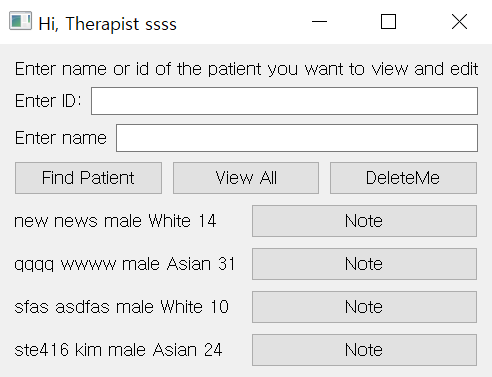 Hi, Therapist ssss
Enter name or id of the patient you want to view and edit
Enter ID:
Enter name
Find Patient View All DeleteMe
new news male White 14 Note
qqqq wwww male Asian 31 Note
sfas asdfas male White 10 Note
ste416 kim male Asian 24 Note